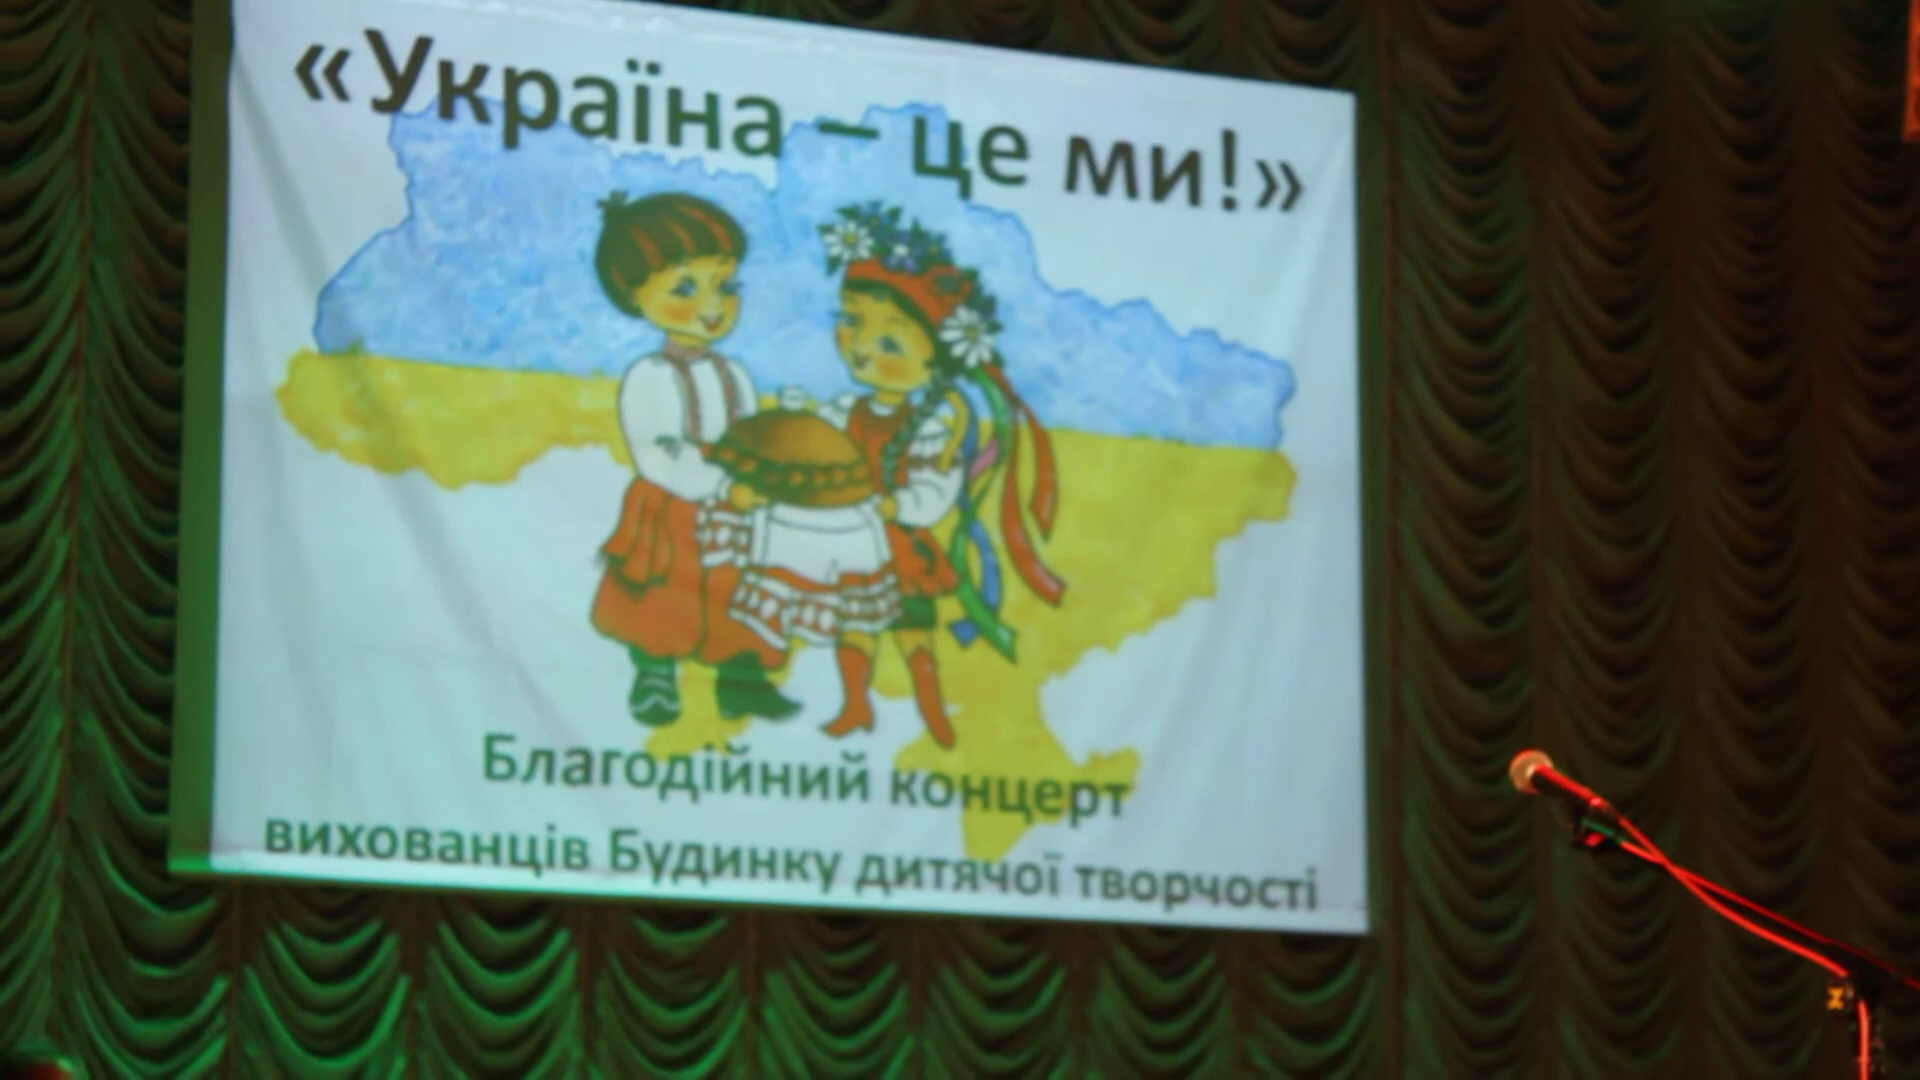 «Україна – це ми!»
Благодійний концерт
вихованців Будинку дитячої творчості